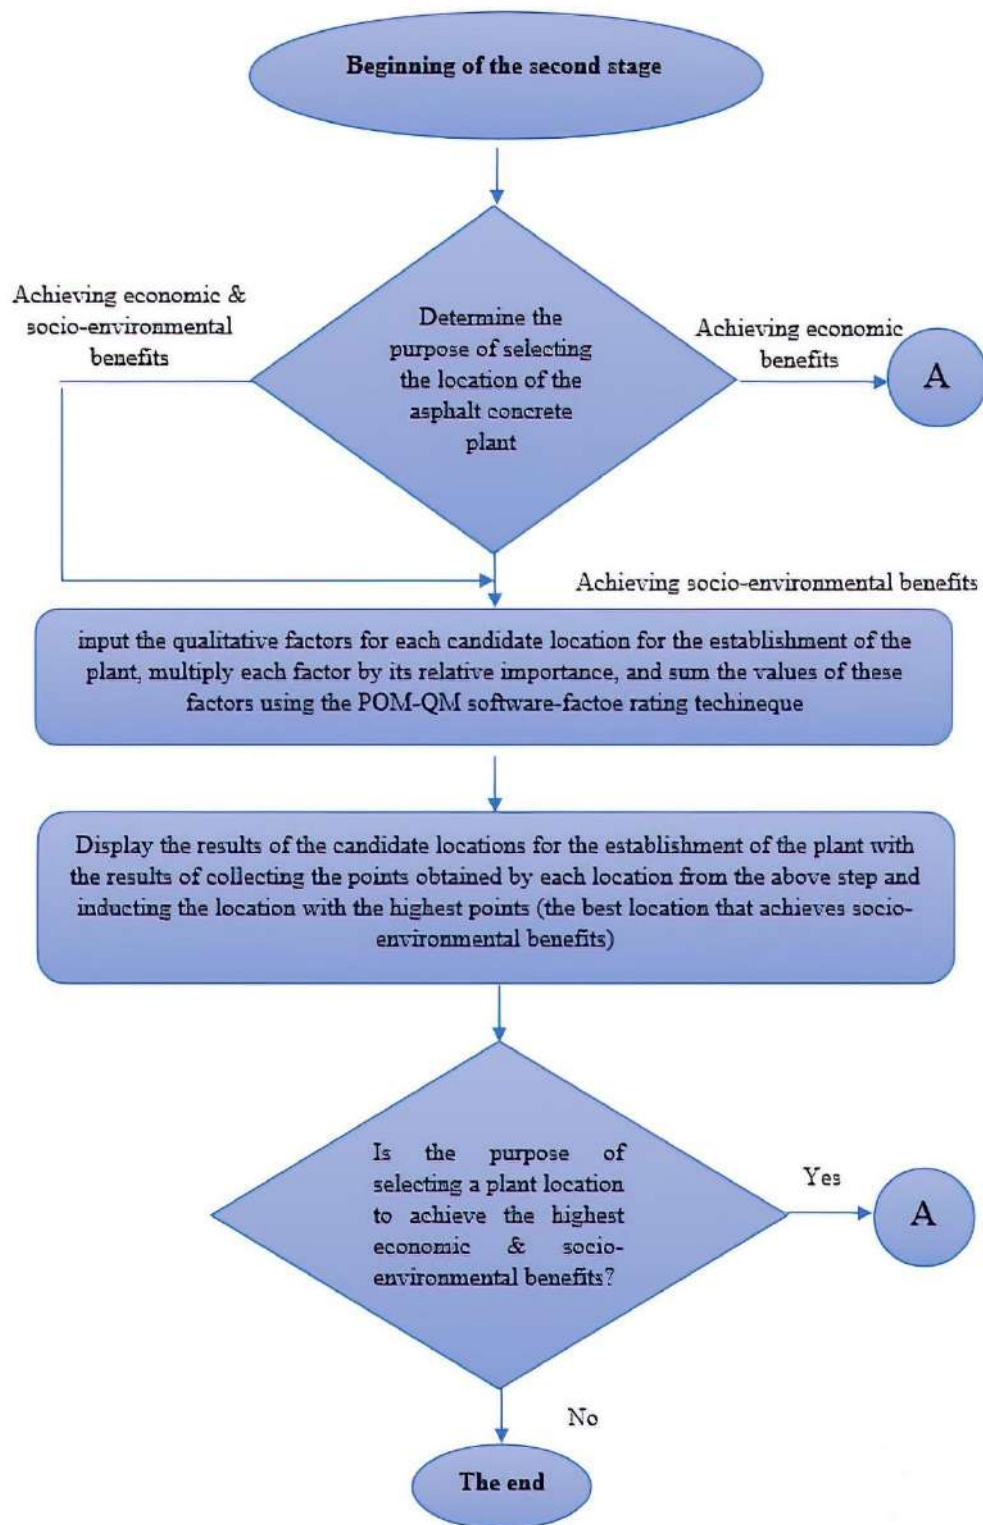 Beginning of the second stage
Achieving economic &
socio-environmental
benefits
Determine the
purpose of selecting
the location of the
asphalt concrete
plant
Achieving economic
benefits
A
Achieving socio-environmental benefits
input the qualitative factors for each candidate location for the establishment of the
plant, multiply each factor by its relative importance, and sum the values of these
factors using the POM-QM software-factoe rating techineque
Display the results of the candidate locations for the establishment of the plant with
the results of collecting the points obtained by each location from the above step and
inducting the location with the highest points (the best location that achieves socio-
environmental benefits)
Is the purpose of
selecting a plant location
to achieve the highest
economic & socio-
environmental benefits?
Yes
A
No
The end